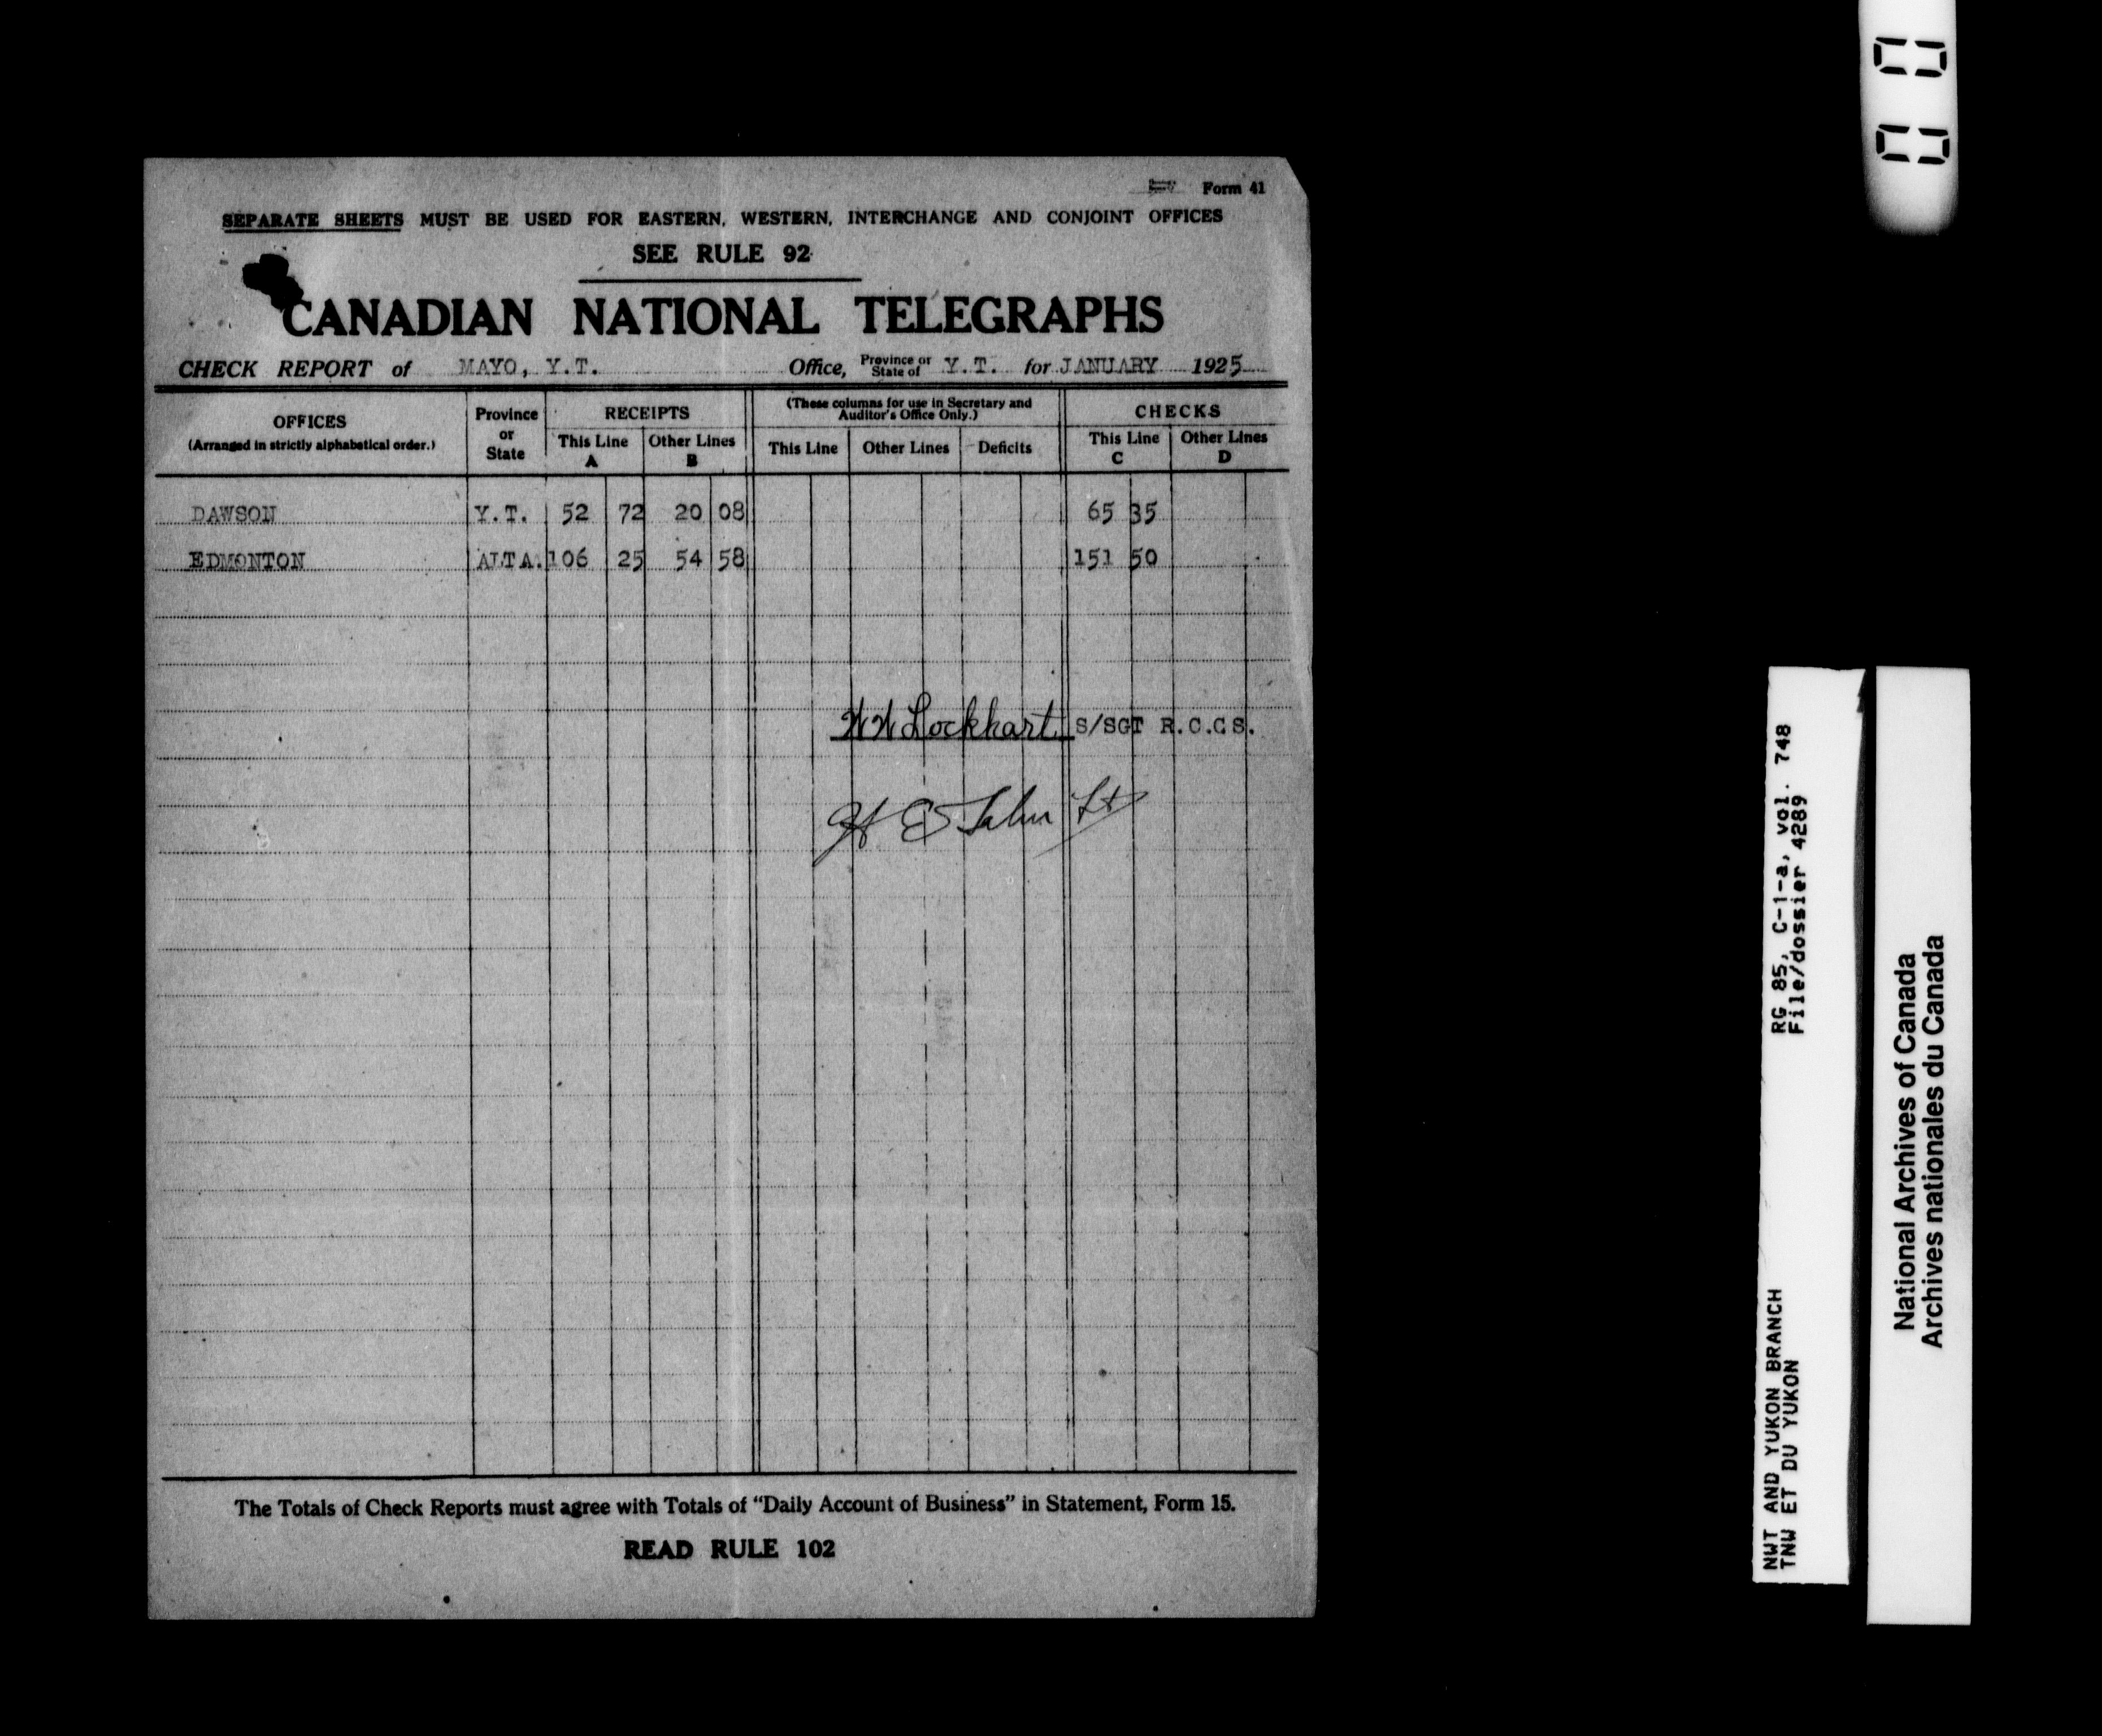 Form 41
SEPARATE SHEETS MUST BE USED FOR EASTERN, WESTERN, INTERCHANGE AND CONJOINT OFFICES
SEE RULE 92
CANADIAN NATIONAL TELEGRAPHS
CHECK REPORT of MAYO, Y.T. Office, Province or State of Y.T. for JANUARY 1925
OFFICES
(Arranged in strictly alphabetical order.)
Province or State
RECEIPTS
This Line A
Other Lines B
(These columns for use in Secretary and Auditor's Office Only.)
This Line
Other Lines
Deficits
CHECKS
This Line C
Other Lines D
DAWSON Y.T. 52 72 20 08 65 35
EDMONTON ALTA. 106 25 54 58 151 50
Lockhart S/SGT R.C.C.S.
H E Lt
The Totals of Check Reports must agree with Totals of "Daily Account of Business" in Statement, Form 15.
READ RULE 102
RG 85, C-1-a, vol. 748
File/dossier 4289
NWT AND YUKON BRANCH
TNW ET DU YUKON
National Archives of Canada
Archives nationales du Canada